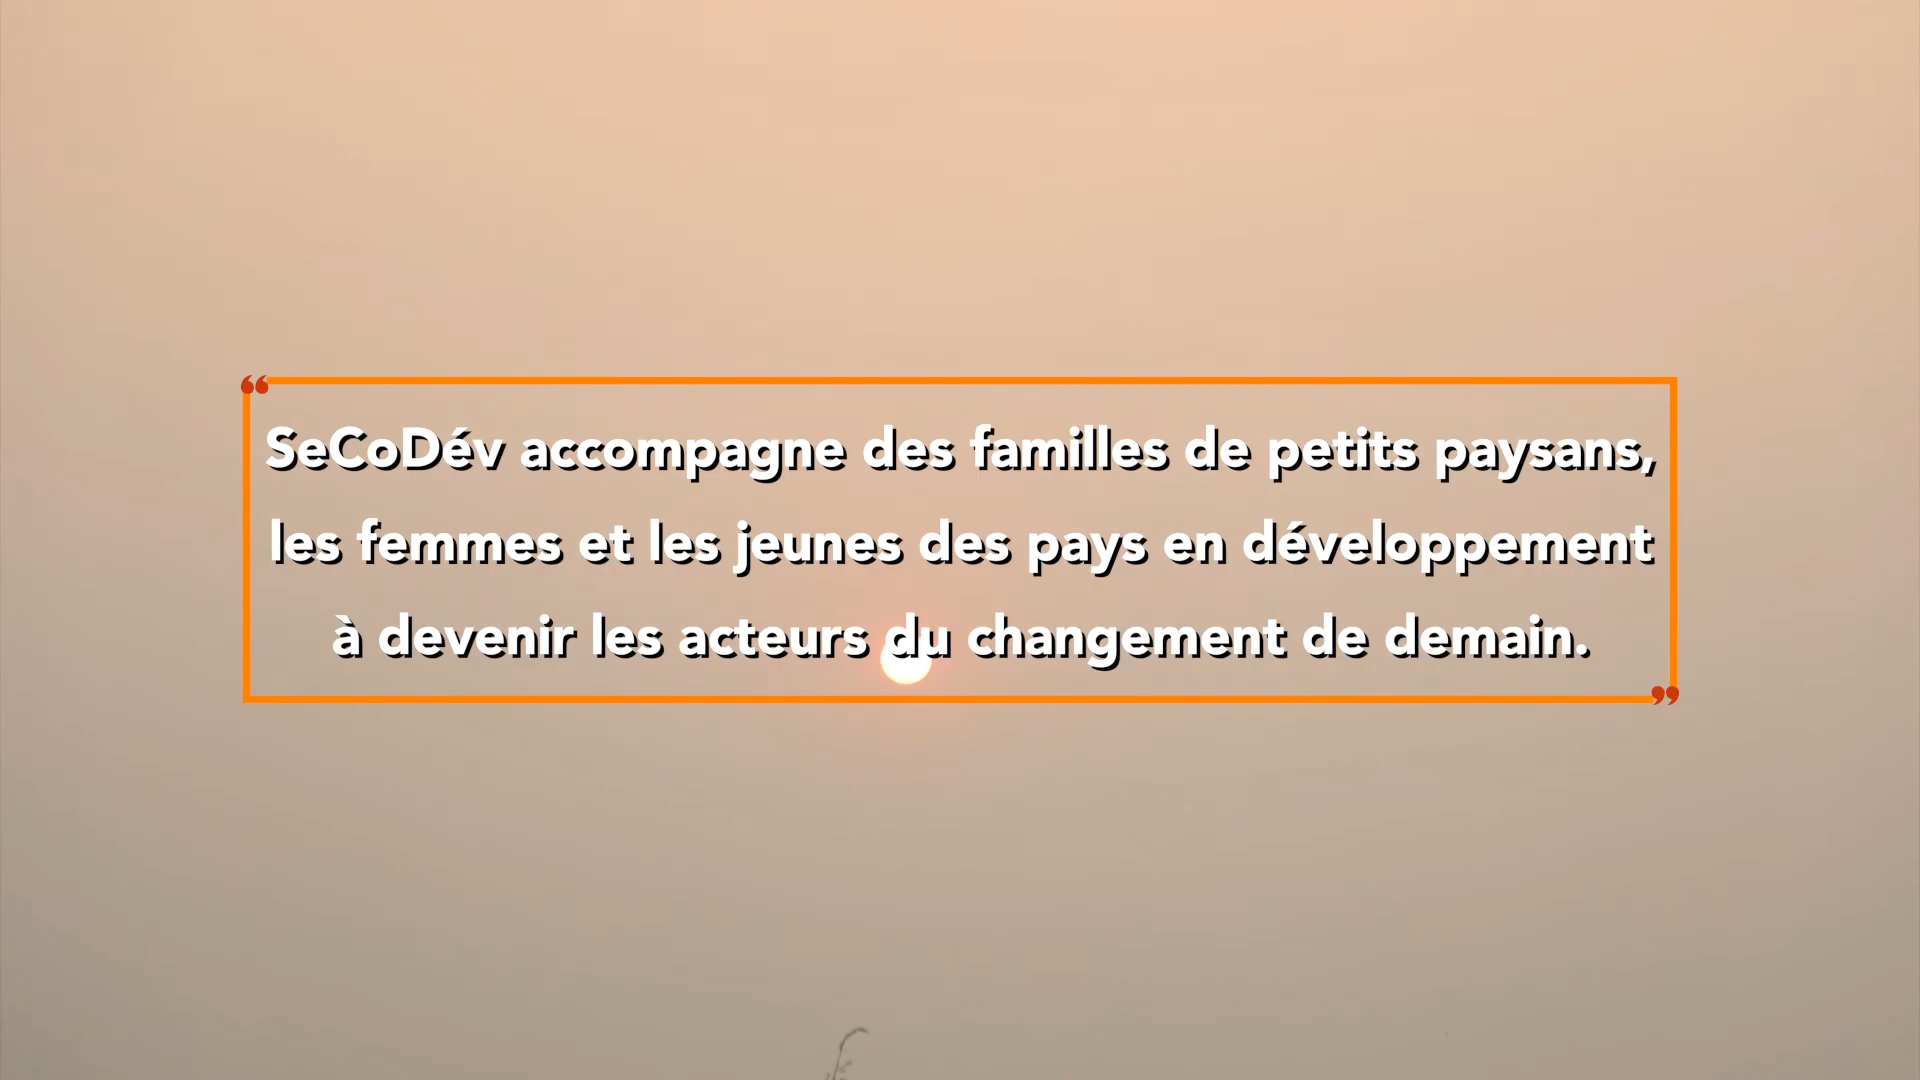 “
SeCoDév accompagne des familles de petits paysans,
les femmes et les jeunes des pays en développement
à devenir les acteurs du changement de demain.
”